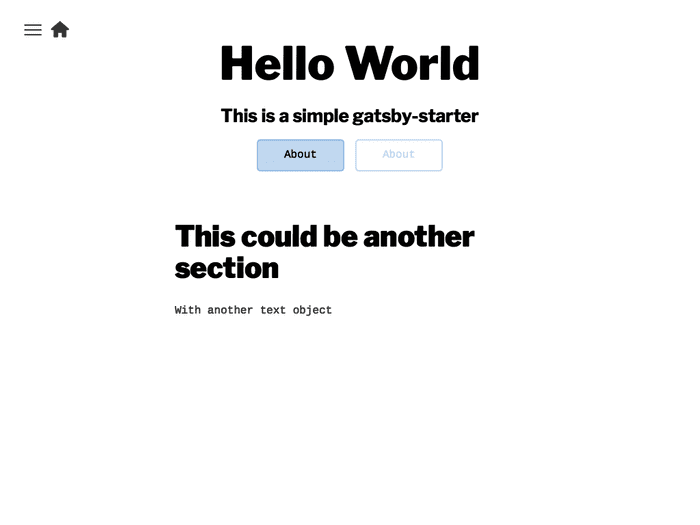 Hello World
This is a simple gatsby-starter
About About
This could be another
section
With another text object